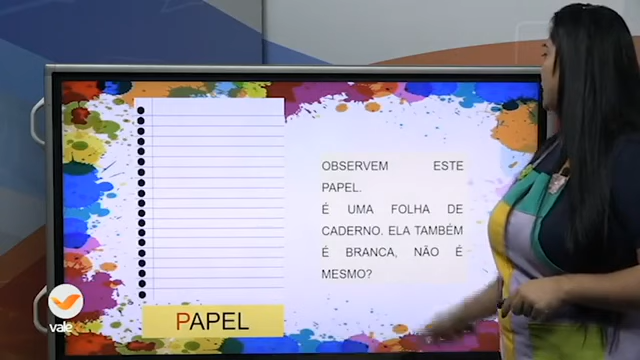 OBSERVEM ESTE
PAPEL.
É UMA FOLHA DE
CADERNO. ELA TAMBÉM
É BRANCA, NÃO É
MESMO?
PAPEL
vale